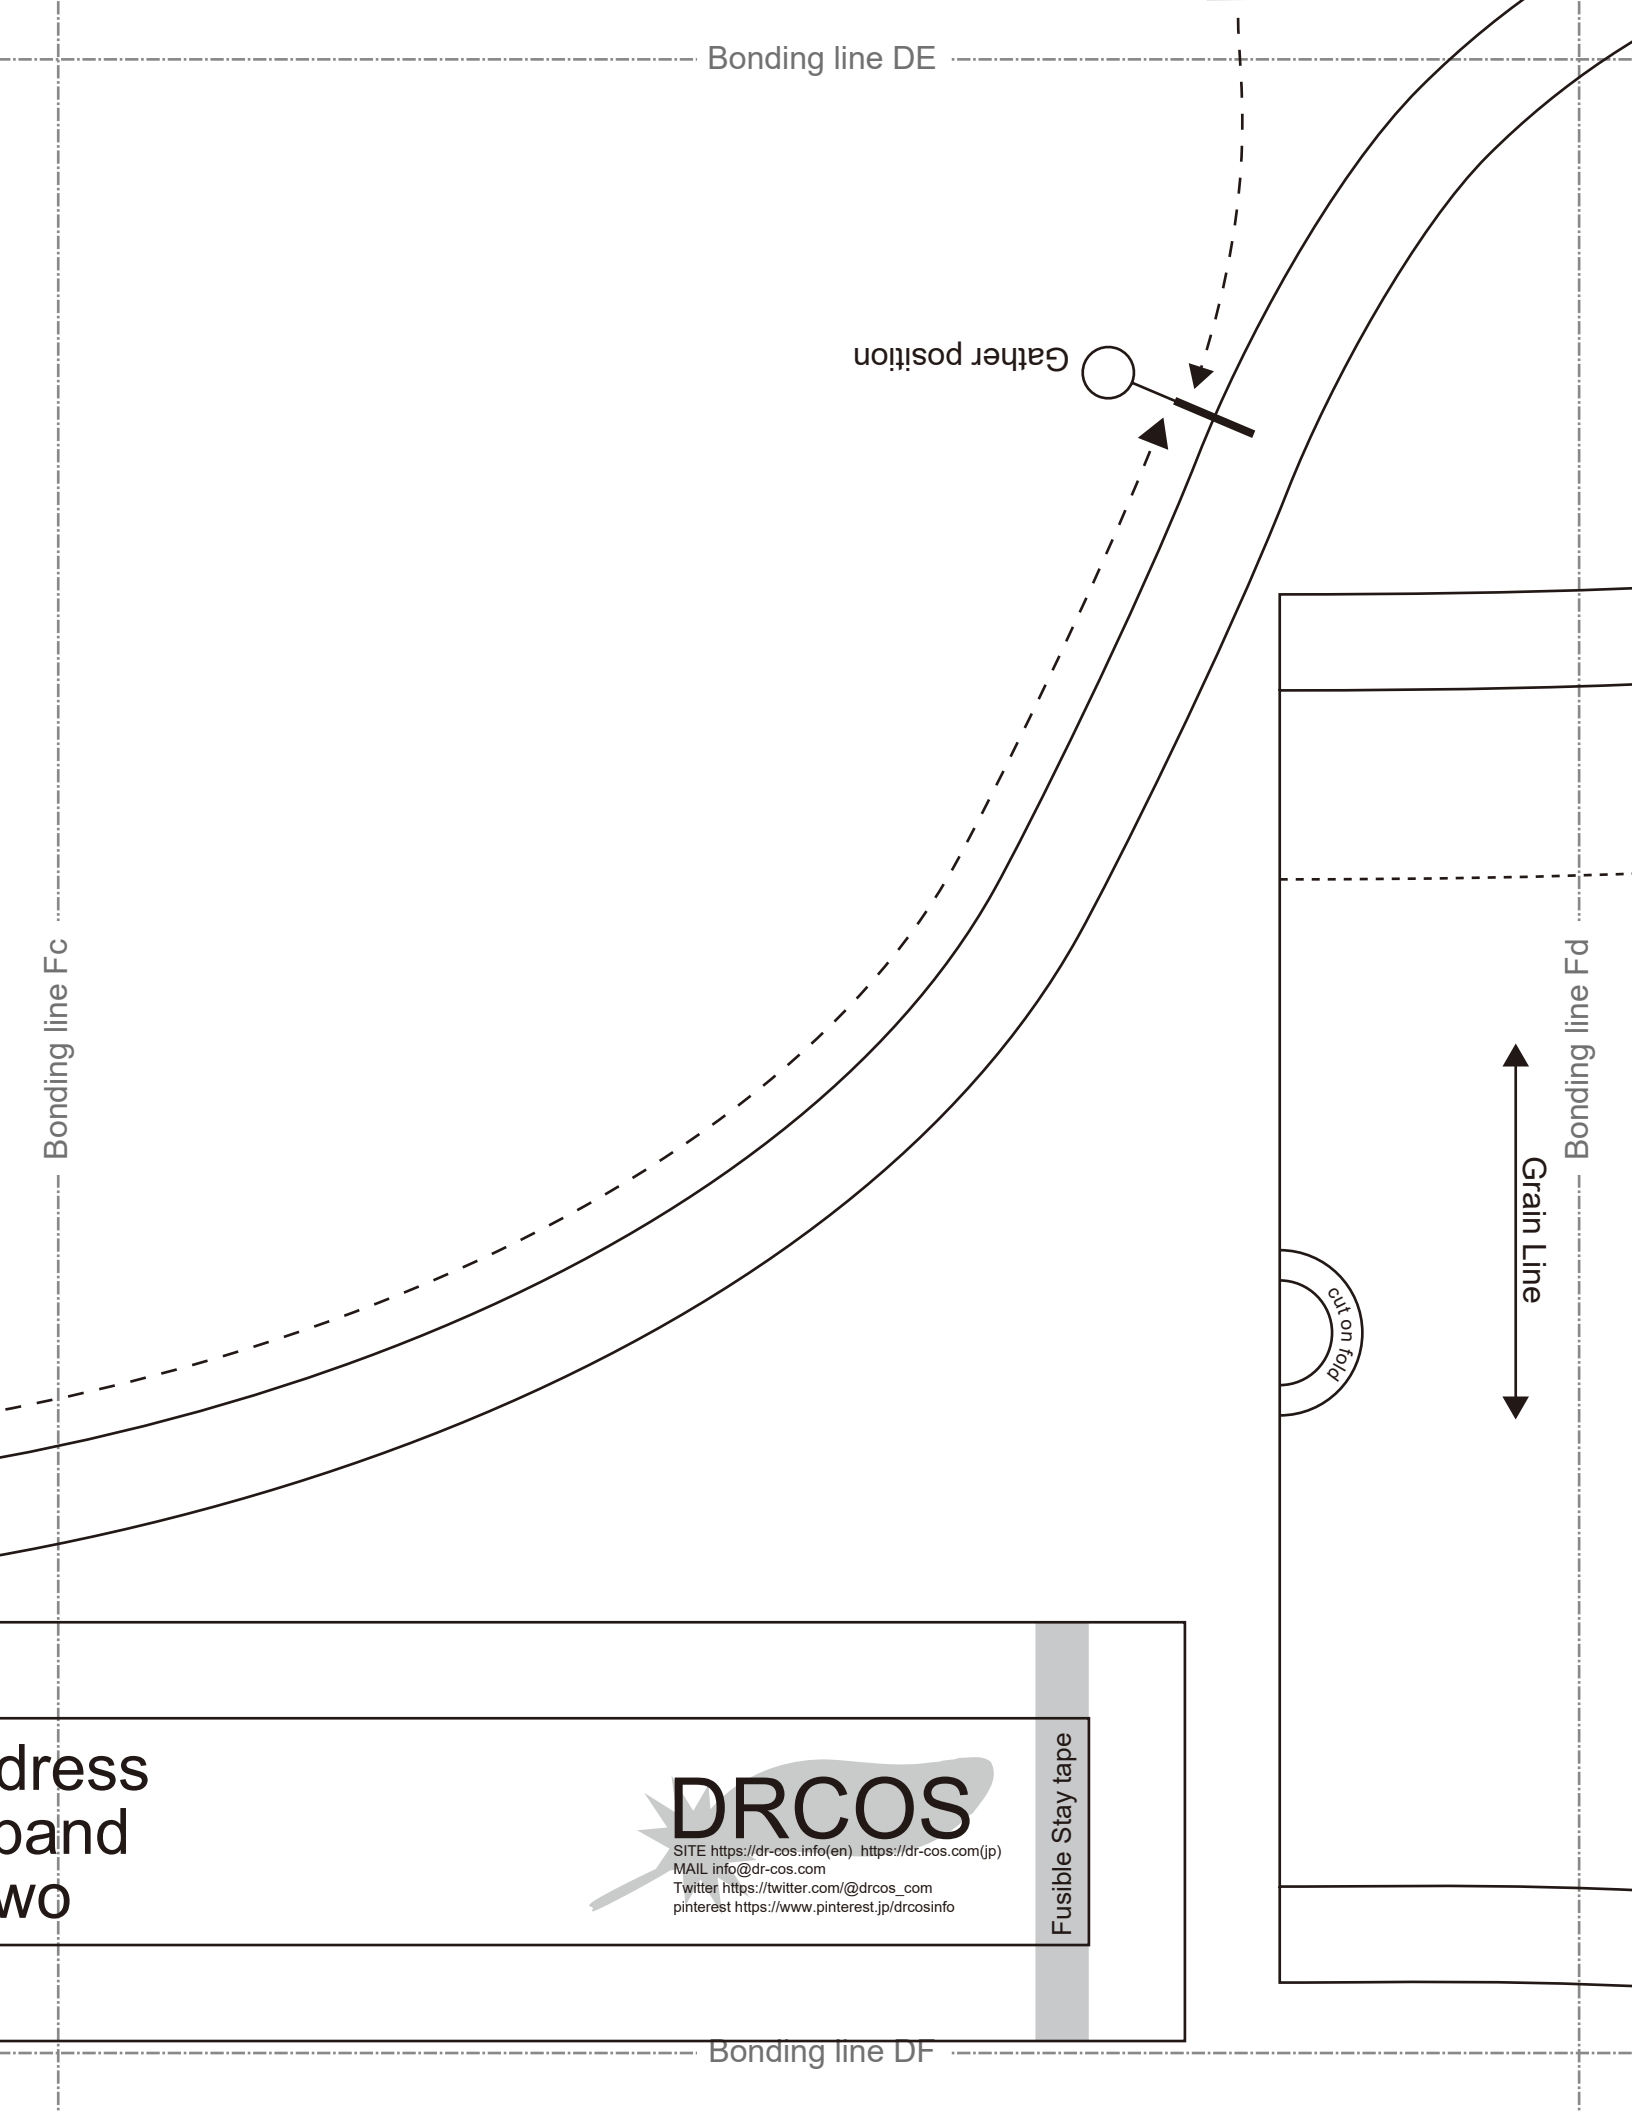 Bonding line DE
Gather position
Bonding line Fc
Bonding line Fd
Grain Line
cut on fold
dress
band
wo
DRCOS
SITE https://dr-cos.info(en)  https://dr-cos.com(jp)
MAIL info@dr-cos.com
Twitter https://twitter.com/@drcos_com
pinterest https://www.pinterest.jp/drcosinfo
Fusible Stay tape
Bonding line DF